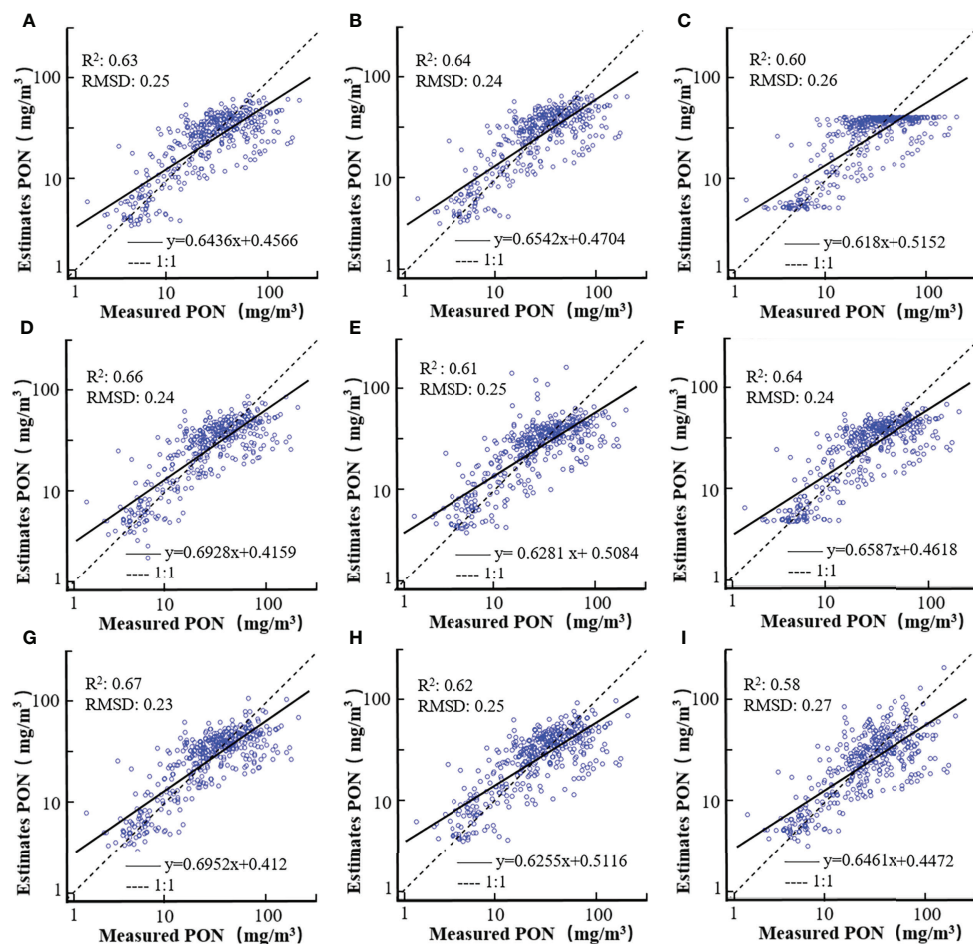 A
R²: 0.63
RMSD: 0.25
Estimates PON ( mg/m³ )
100
10
1
y=0.6436x+0.4566
1:1
1
10
100
Measured PON (mg/m³)
B
R²: 0.64
RMSD: 0.24
Estimates PON ( mg/m³ )
100
10
1
y=0.6542+0.4704
1:1
1
10
100
Measured PON (mg/m³)
C
R²: 0.60
RMSD: 0.26
Estimates PON ( mg/m³ )
100
10
1
y=0.618x+0.5152
1:1
1
10
100
Measured PON (mg/m³)
D
R²: 0.66
RMSD: 0.24
Estimates PON ( mg/m³ )
100
10
1
y=0.6928x+0.4159
1:1
1
10
100
Measured PON (mg/m³)
E
R²: 0.61
RMSD: 0.25
Estimates PON ( mg/m³ )
100
10
1
y= 0.6281 x+ 0.5084
1:1
1
10
100
Measured PON (mg/m³)
F
R²: 0.64
RMSD: 0.24
Estimates PON ( mg/m³ )
100
10
1
y=0.6587x+0.4618
1:1
1
10
100
Measured PON (mg/m³)
G
R²: 0.67
RMSD: 0.23
Estimates PON ( mg/m³ )
100
10
1
y=0.6952x+0.412
1:1
1
10
100
Measured PON (mg/m³)
H
R²: 0.62
RMSD: 0.25
Estimates PON ( mg/m³ )
100
10
1
y=0.6255x+0.5116
1:1
1
10
100
Measured PON (mg/m³)
I
R²: 0.58
RMSD: 0.27
Estimates PON ( mg/m³ )
100
10
1
y=0.6461x+0.4472
1:1
1
10
100
Measured PON (mg/m³)